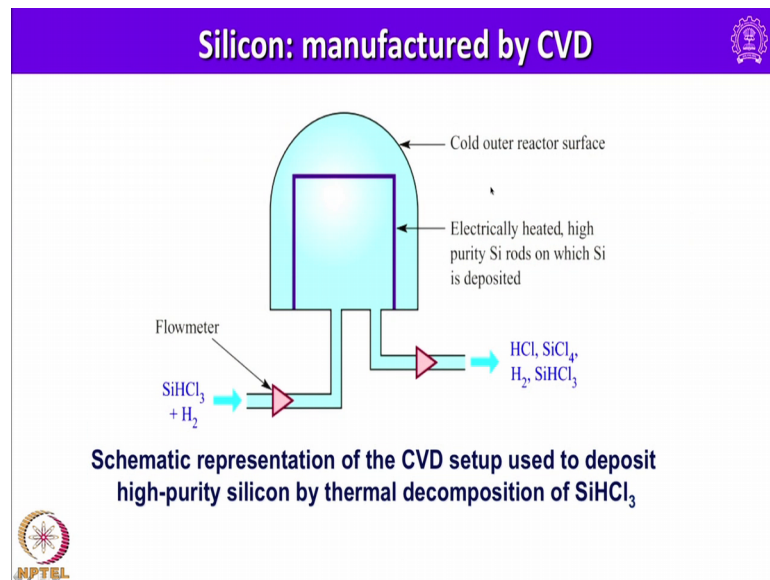 Silicon: manufactured by CVD
Cold outer reactor surface
Electrically heated, high
purity Si rods on which Si
is deposited
Flowmeter
SiHCl₃
+ H₂
HCl, SiCl₄,
H₂, SiHCl₃
Schematic representation of the CVD setup used to deposit
high-purity silicon by thermal decomposition of SiHCl₃
NPTEL